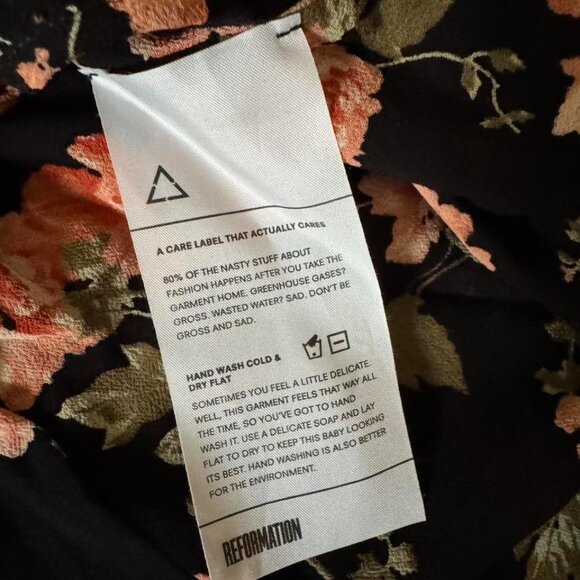 A CARE LABEL THAT ACTUALLY CARES
80% OF THE NASTY STUFF ABOUT
FASHION HAPPENS AFTER YOU TAKE THE
GARMENT HOME. GREENHOUSE GASES?
GROSS. WASTED WATER? SAD. DON'T BE
GROSS AND SAD.
HAND WASH COLD &
DRY FLAT
SOMETIMES YOU FEEL A LITTLE DELICATE.
WELL, THIS GARMENT FEELS THAT WAY ALL
THE TIME, SO YOU'VE GOT TO HAND
WASH IT. USE A DELICATE SOAP AND LAY
FLAT TO DRY TO KEEP THIS BABY LOOKING
ITS BEST. HAND WASHING IS ALSO BETTER
FOR THE ENVIRONMENT.
REFORMATION